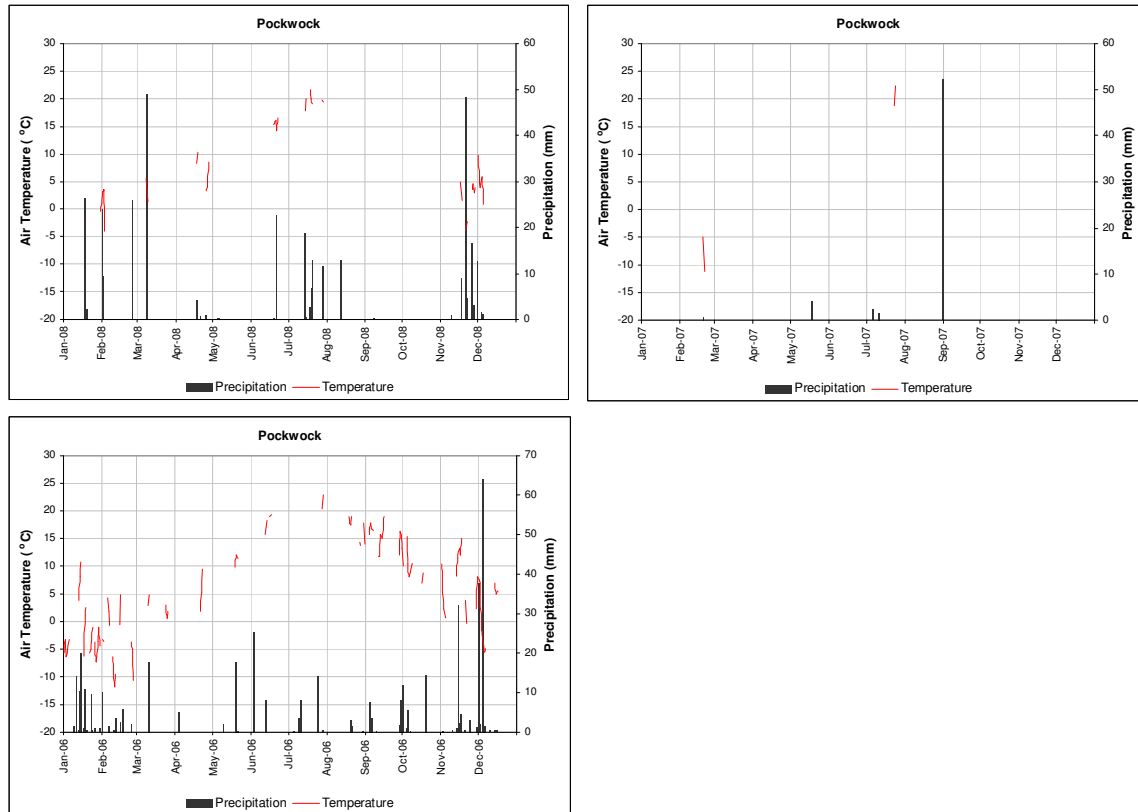 Pockwock
30
25
20
15
10
5
0
-5
-10
-15
-20
Air Temperature ( °C)
60
50
40
30
20
10
0
Precipitation (mm)
Jan-08
Feb-08
Mar-08
Apr-08
May-08
Jun-08
Jul-08
Aug-08
Sep-08
Oct-08
Nov-08
Dec-08
Precipitation Temperature
Pockwock
30
25
20
15
10
5
0
-5
-10
-15
-20
Air Temperature ( °C)
60
50
40
30
20
10
0
Precipitation (mm)
Jan-07
Feb-07
Mar-07
Apr-07
May-07
Jun-07
Jul-07
Aug-07
Sep-07
Oct-07
Nov-07
Dec-07
Precipitation Temperature
Pockwock
30
25
20
15
10
5
0
-5
-10
-15
-20
Air Temperature ( °C)
70
60
50
40
30
20
10
0
Precipitation (mm)
Jan-06
Feb-06
Mar-06
Apr-06
May-06
Jun-06
Jul-06
Aug-06
Sep-06
Oct-06
Nov-06
Dec-06
Precipitation Temperature